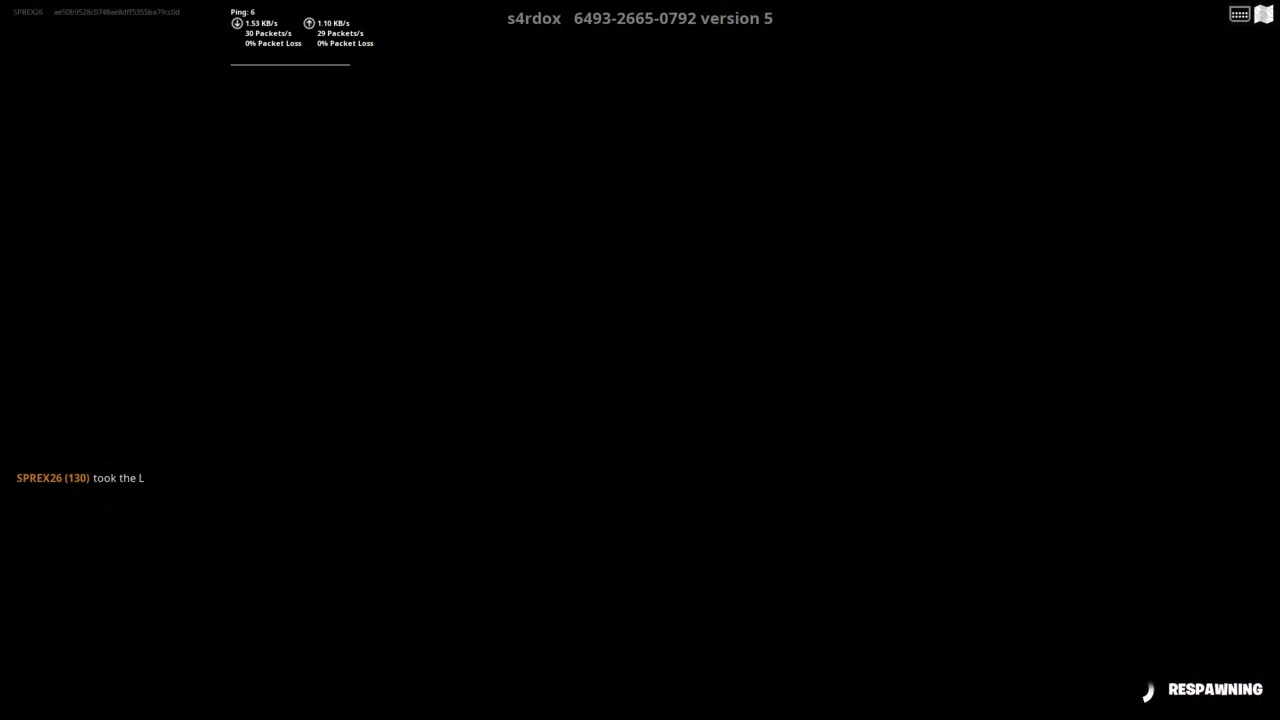 SPREX26
Ping: 6
1.53 KB/s 1.10 KB/s
30 Packets/s 29 Packets/s
0% Packet Loss 0% Packet Loss
s4rdox 6493-2665-0792 version 5
SPREX26 (130) took the L
RESPAWNING